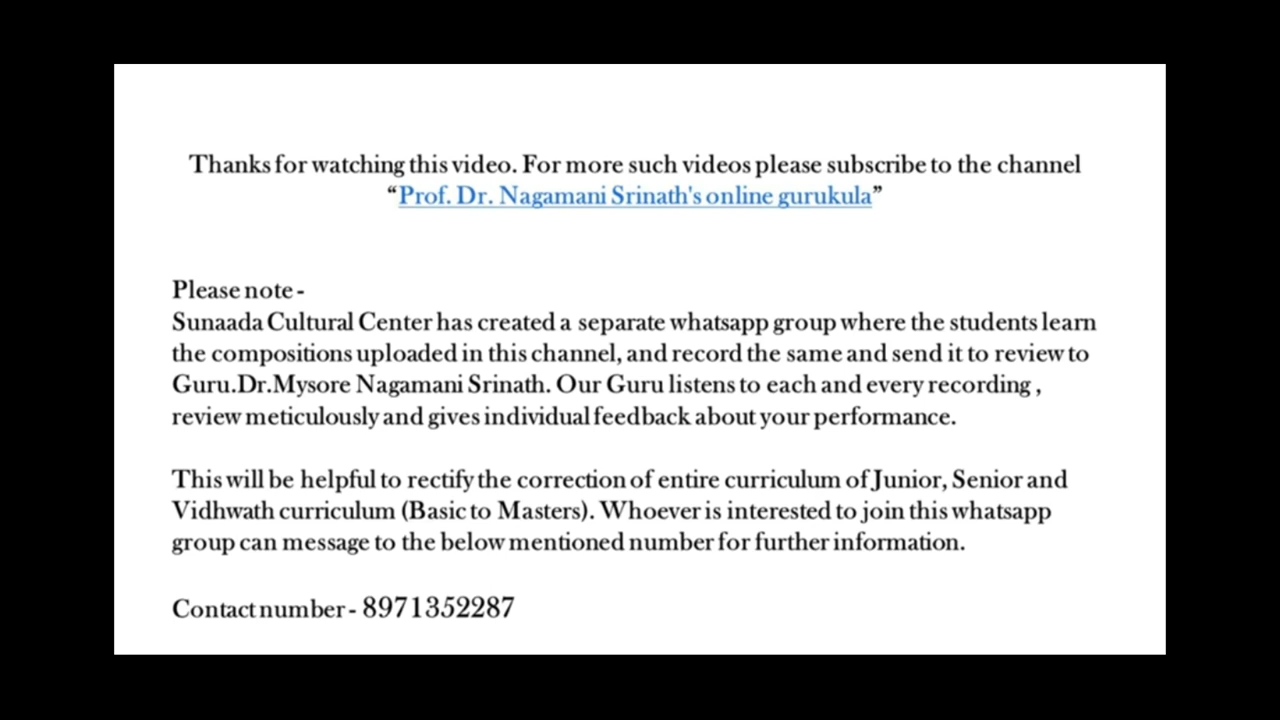 Thanks for watching this video. For more such videos please subscribe to the channel
“Prof. Dr. Nagamani Srinath's online gurukula”
Please note -
Sunaada Cultural Center has created a separate whatsapp group where the students learn
the compositions uploaded in this channel, and record the same and send it to review to
Guru.Dr.Mysore Nagamani Srinath. Our Guru listens to each and every recording ,
review meticulously and gives individual feedback about your performance.
This will be helpful to rectify the correction of entire curriculum of Junior, Senior and
Vidhwath curriculum (Basic to Masters). Whoever is interested to join this whatsapp
group can message to the below mentioned number for further information.
Contact number - 8971352287